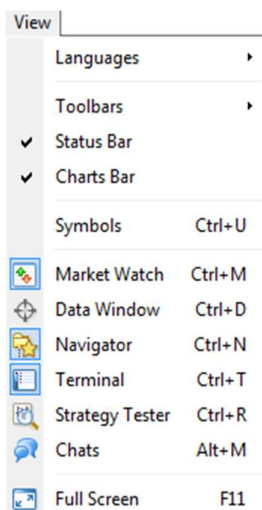 View
Languages
Toolbars
Status Bar
Charts Bar
Symbols Ctrl+U
Market Watch Ctrl+M
Data Window Ctrl+D
Navigator Ctrl+N
Terminal Ctrl+T
Strategy Tester Ctrl+R
Chats Alt+M
Full Screen F11